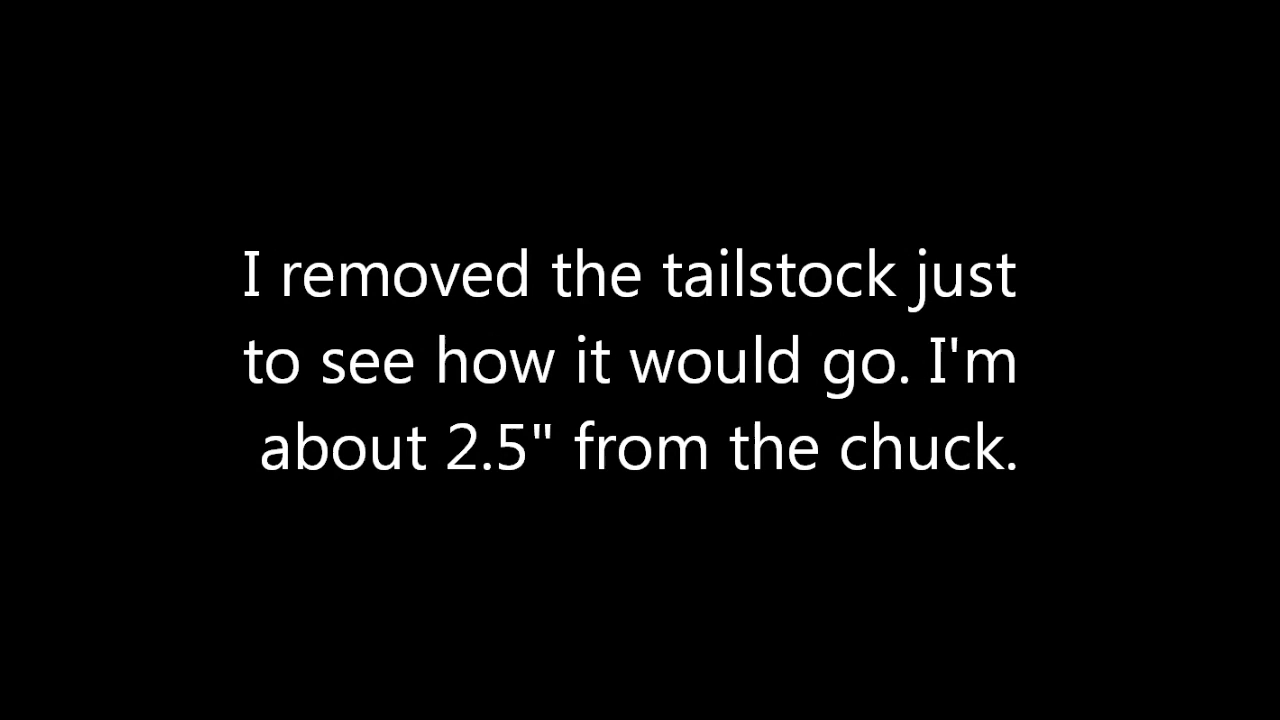 I removed the tailstock just
to see how it would go. I'm
about 2.5" from the chuck.